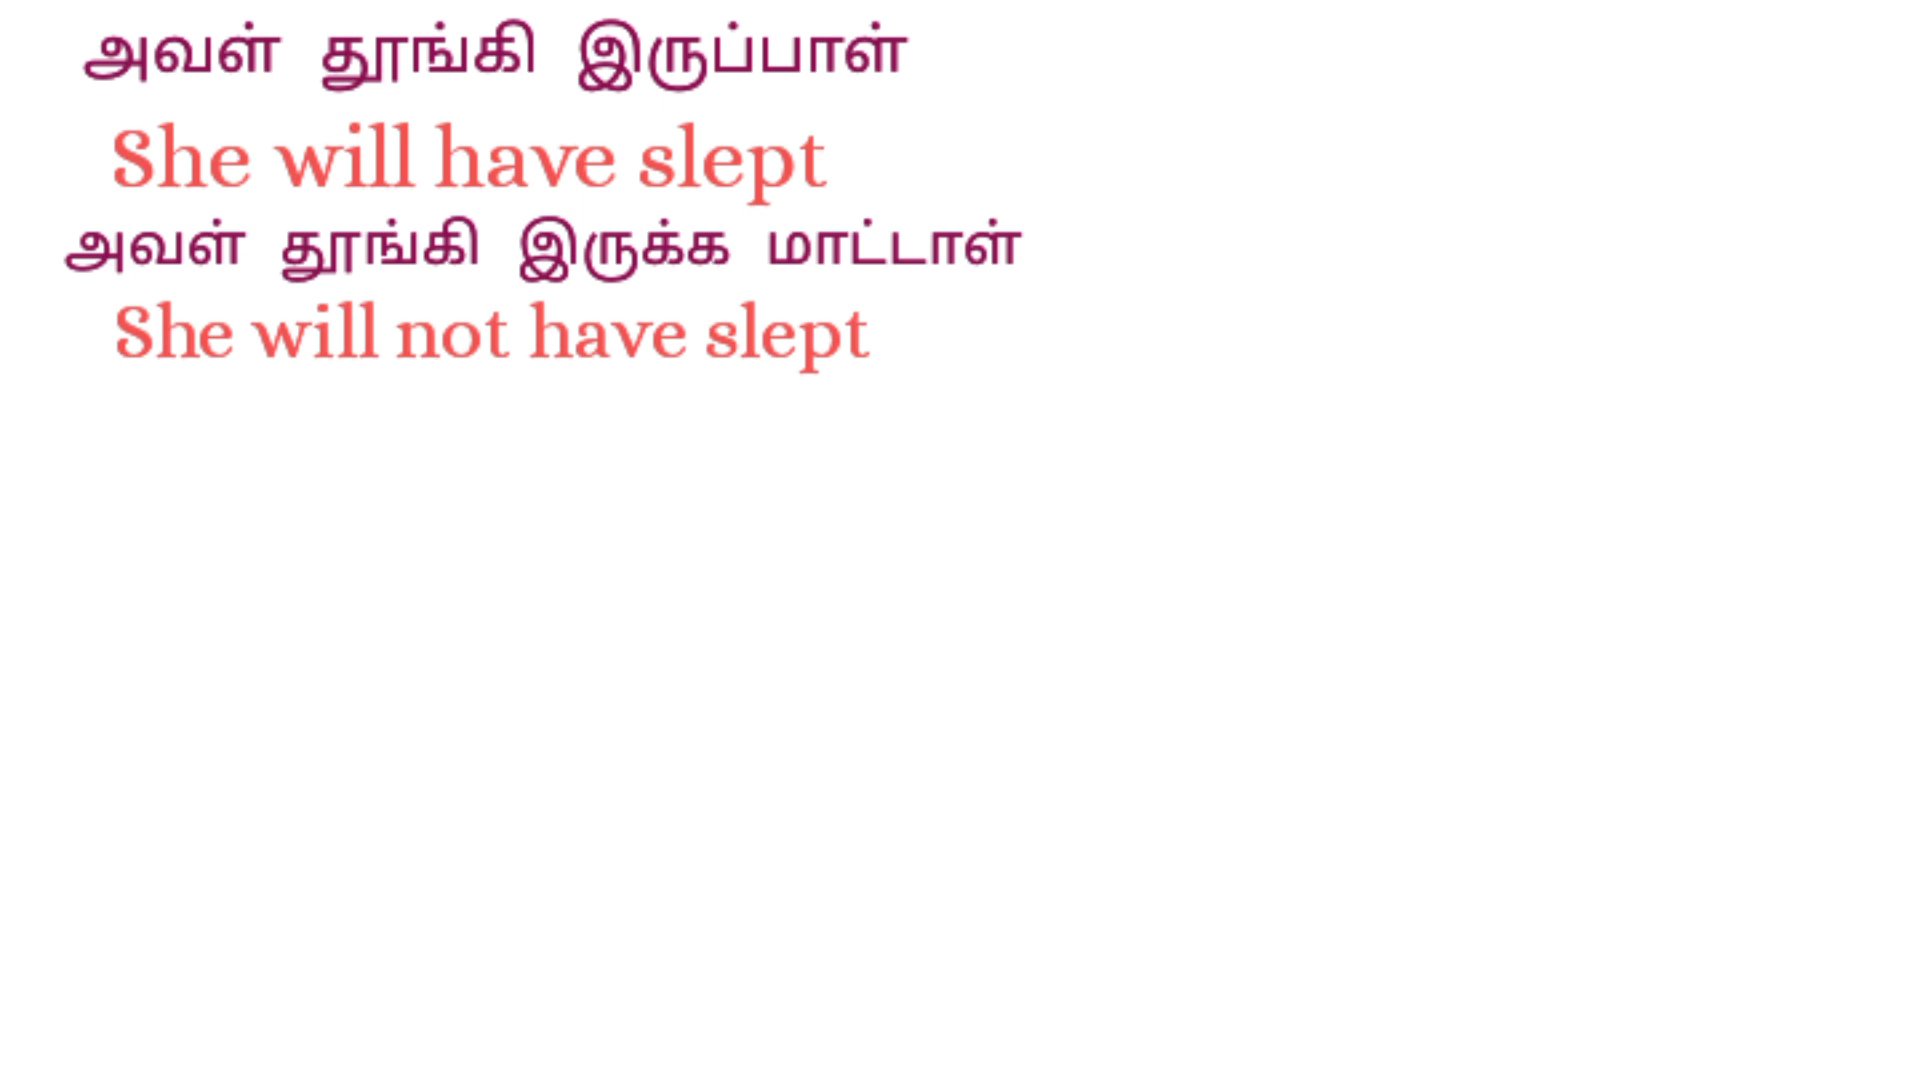 அவள் தூங்கி இருப்பாள்
She will have slept
அவள் தூங்கி இருக்க மாட்டாள்
She will not have slept